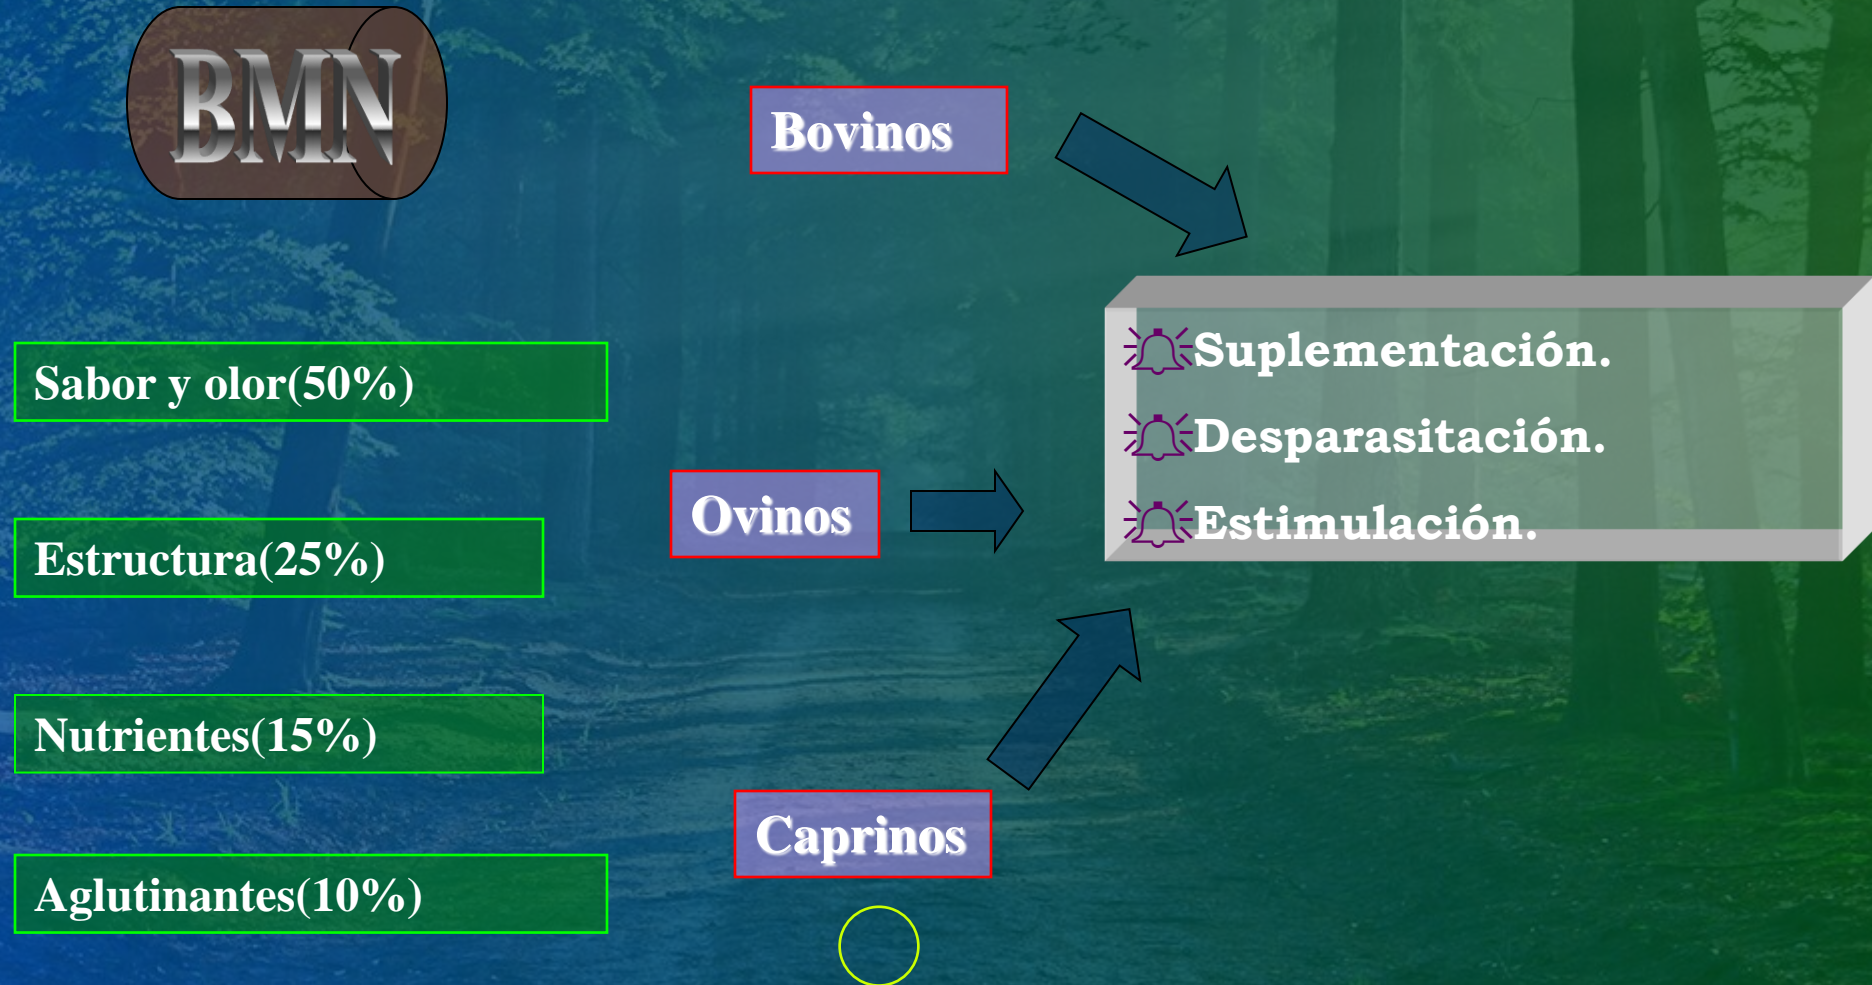 BMN
Sabor y olor(50%)
Estructura(25%)
Nutrientes(15%)
Aglutinantes(10%)
Bovinos
Ovinos
Caprinos
Suplementación.
Desparasitación.
Estimulación.